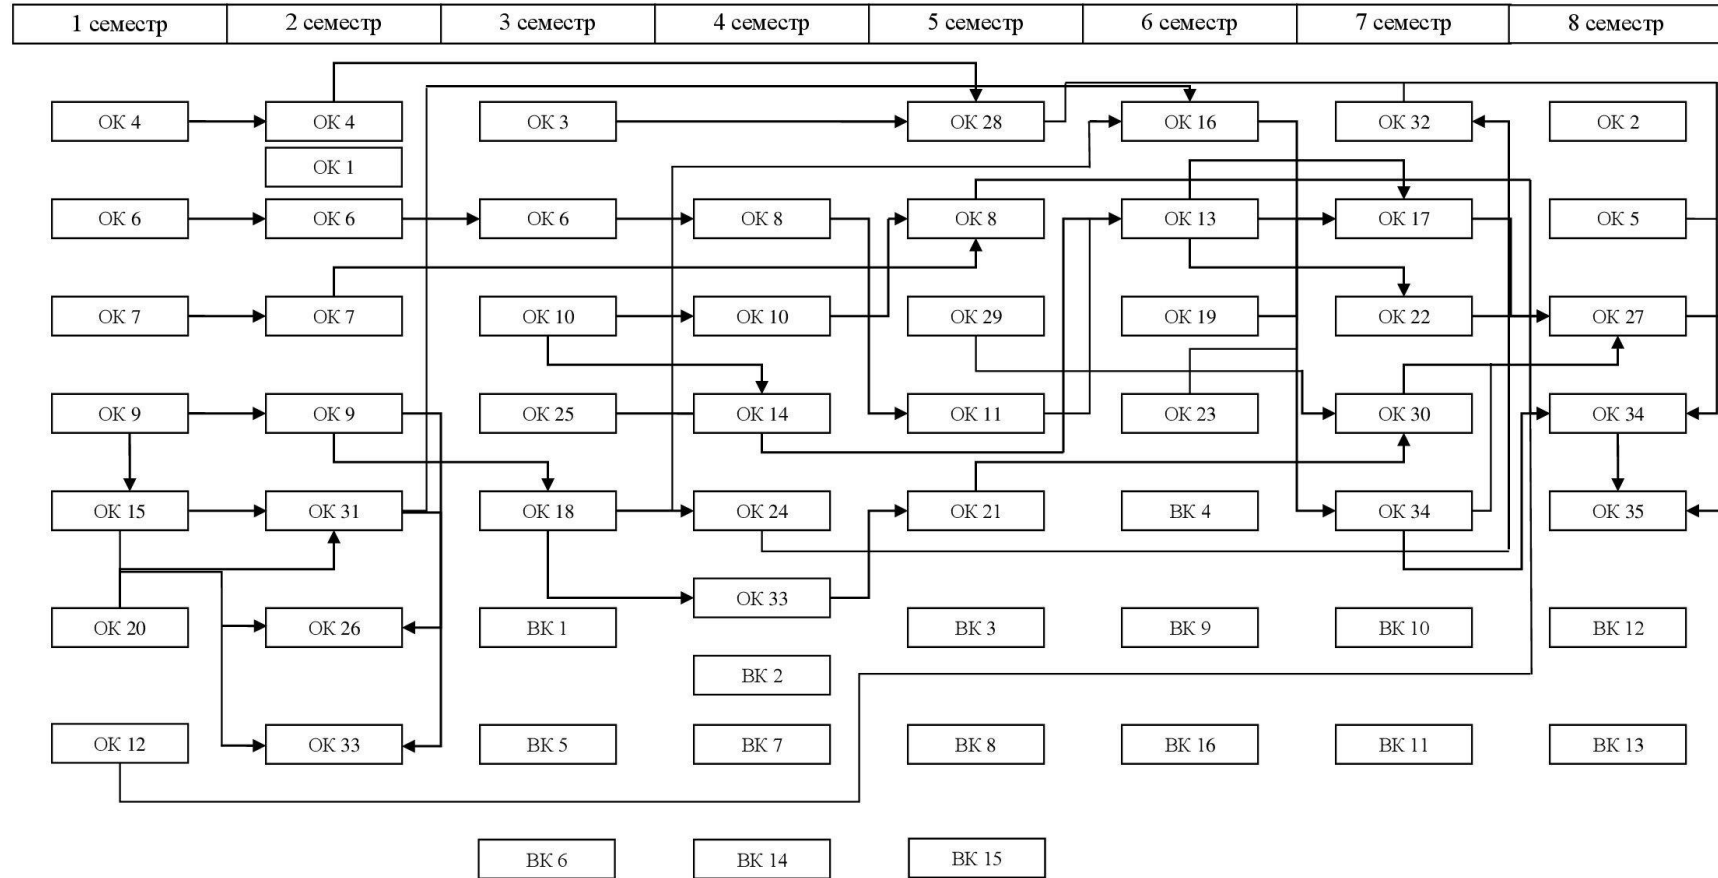 1 семестр 2 семестр 3 семестр 4 семестр 5 семестр 6 семестр 7 семестр 8 семестр
ОК 4 ОК 4 ОК 3 ОК 28 ОК 16 ОК 32 ОК 2
ОК 1
ОК 6 ОК 6 ОК 6 ОК 8 ОК 8 ОК 13 ОК 17 ОК 5
ОК 7 ОК 7 ОК 10 ОК 10 ОК 29 ОК 19 ОК 22 ОК 27
ОК 9 ОК 9 ОК 25 ОК 14 ОК 11 ОК 23 ОК 30 ОК 34
ОК 15 ОК 31 ОК 18 ОК 24 ОК 21 ВК 4 ОК 34 ОК 35
ОК 33
ОК 20 ОК 26 ВК 1 ВК 3 ВК 9 ВК 10 ВК 12
ВК 2
ОК 12 ОК 33 ВК 5 ВК 7 ВК 8 ВК 16 ВК 11 ВК 13
ВК 6 ВК 14 ВК 15